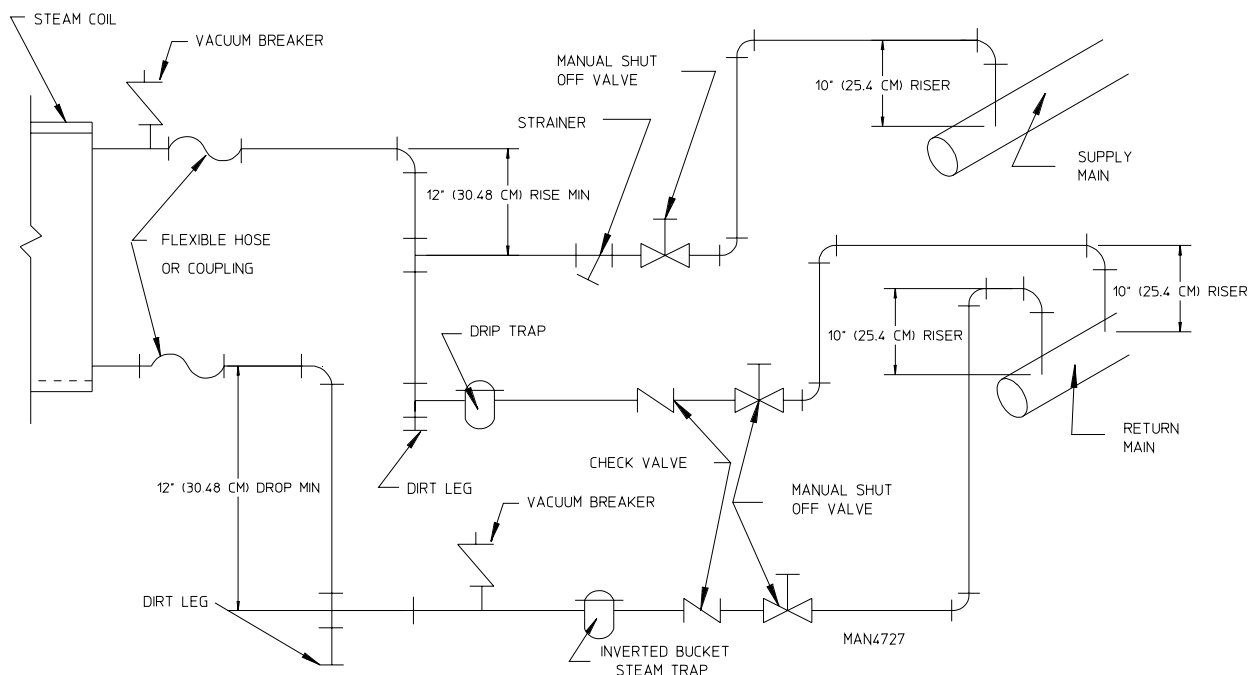 STEAM COIL
VACUUM BREAKER
MANUAL SHUT
OFF VALVE
10" (25.4 CM) RISER
STRAINER
SUPPLY
MAIN
12" (30.48 CM) RISE MIN
FLEXIBLE HOSE
OR COUPLING
10" (25.4 CM) RISER
10" (25.4 CM) RISER
DRIP TRAP
RETURN
MAIN
CHECK VALVE
12" (30.48 CM) DROP MIN
DIRT LEG
MANUAL SHUT
OFF VALVE
VACUUM BREAKER
DIRT LEG
MAN4727
INVERTED BUCKET
STEAM TRAP